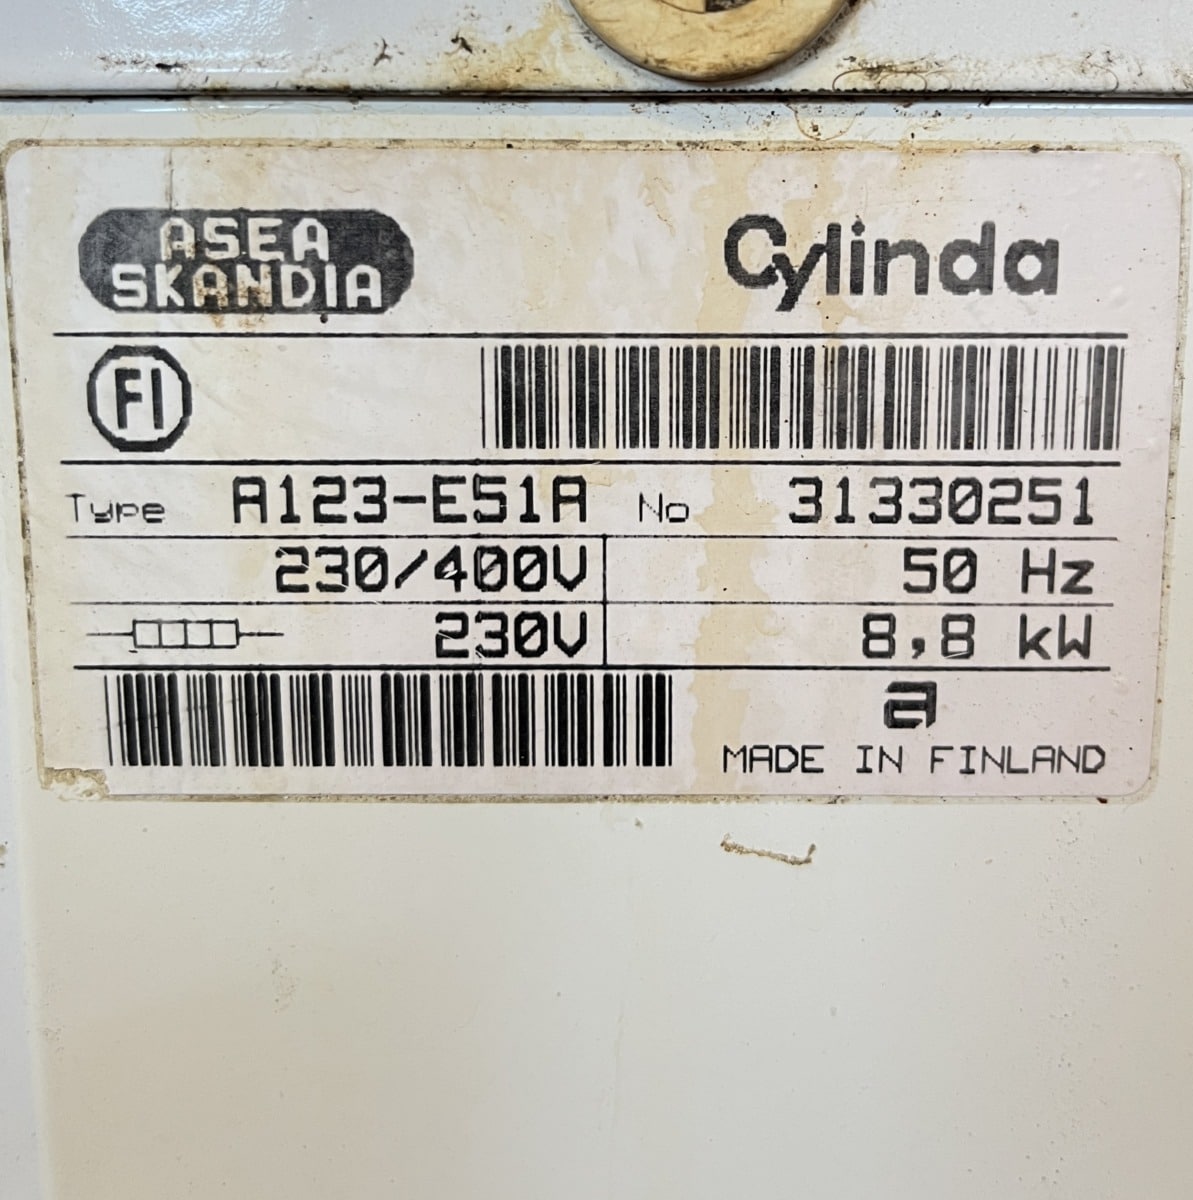 ASEA
SKANDIA
Cylinda
FI
Type A123-E51A No 31330251
230/400V 50 Hz
230V 8,8 kW
a
MADE IN FINLAND